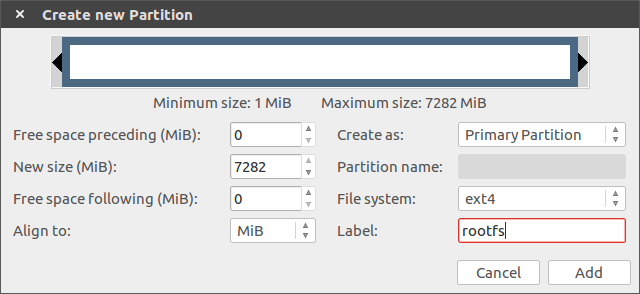 Create new Partition
Minimum size: 1 MiB Maximum size: 7282 MiB
Free space preceding (MiB): 0 Create as: Primary Partition
New size (MiB): 7282 Partition name:
Free space following (MiB): 0 File system: ext4
Align to: MiB Label: rootfs
Cancel Add